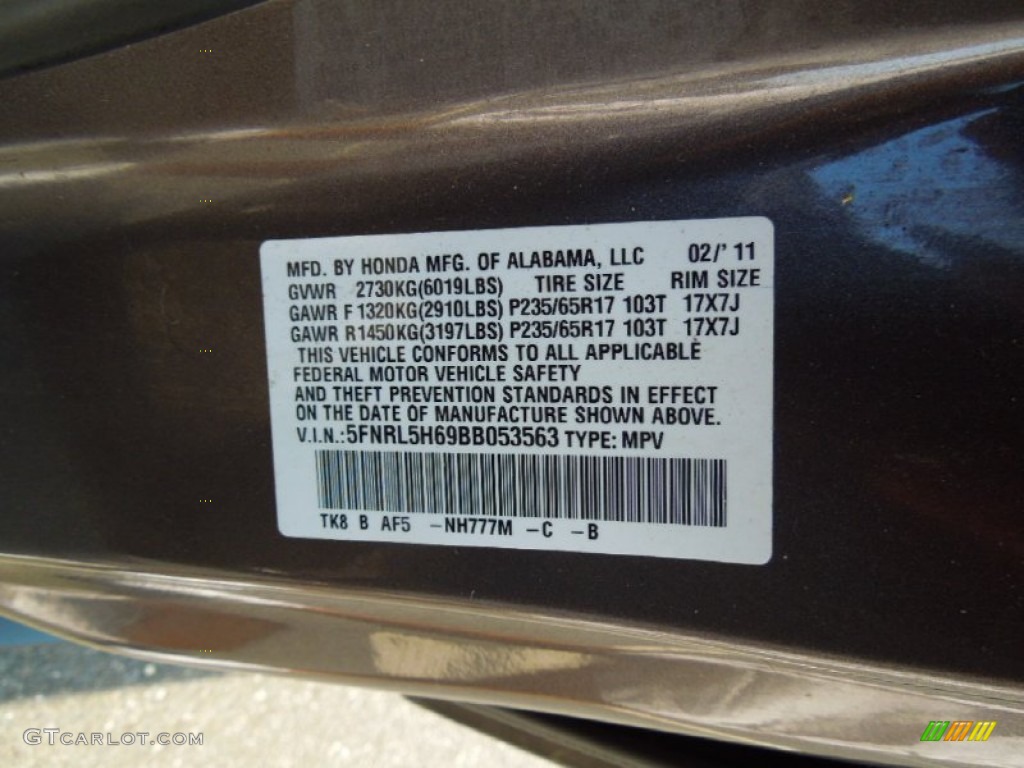 MFD. BY HONDA MFG. OF ALABAMA, LLC 02/' 11
GVWR 2730KG(6019LBS) TIRE SIZE RIM SIZE
GAWR F 1320KG(2910LBS) P235/65R17 103T 17X7J
GAWR R1450KG(3197LBS) P235/65R17 103T 17X7J
THIS VEHICLE CONFORMS TO ALL APPLICABLE
FEDERAL MOTOR VEHICLE SAFETY
AND THEFT PREVENTION STANDARDS IN EFFECT
ON THE DATE OF MANUFACTURE SHOWN ABOVE.
V.I.N.:5FNRL5H69BB053563 TYPE: MPV
TK8 B AF5 -NH777M -C -B
GTCARLOT.COM